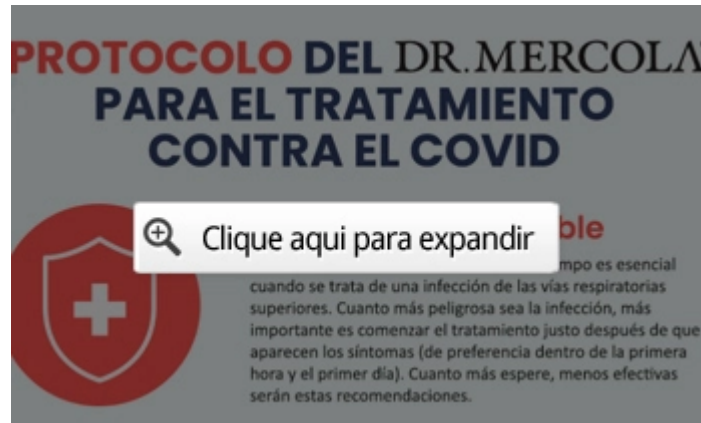 PROTOCOLO DEL DR. MERCOLA
PARA EL TRATAMIENTO
CONTRA EL COVID
Clique aqui para expandir
es esencial
cuando se trata de una infección de las vías respiratorias
superiores. Cuanto más peligrosa sea la infección, más
importante es comenzar el tratamiento justo después de que
aparecen los síntomas (de preferencia dentro de la primera
hora y el primer día). Cuanto más espere, menos efectivas
serán estas recomendaciones.